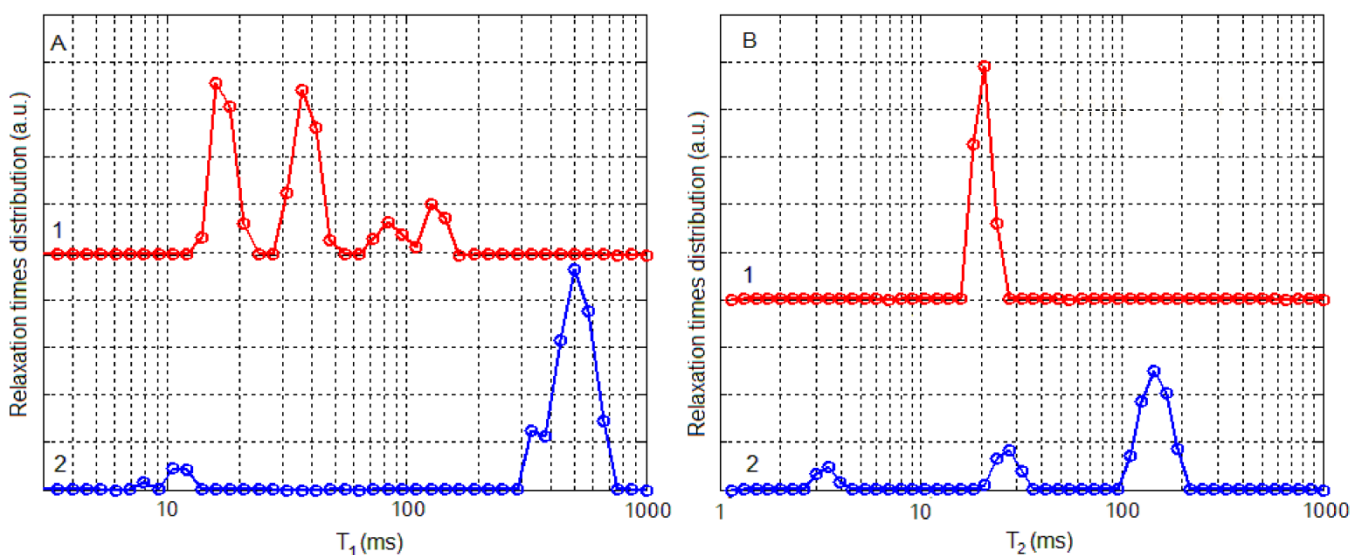 A
Relaxation times distribution (a.u.)
1
2
10
100
1000
T1 (ms)
B
Relaxation times distribution (a.u.)
1
2
1
10
100
1000
T2 (ms)